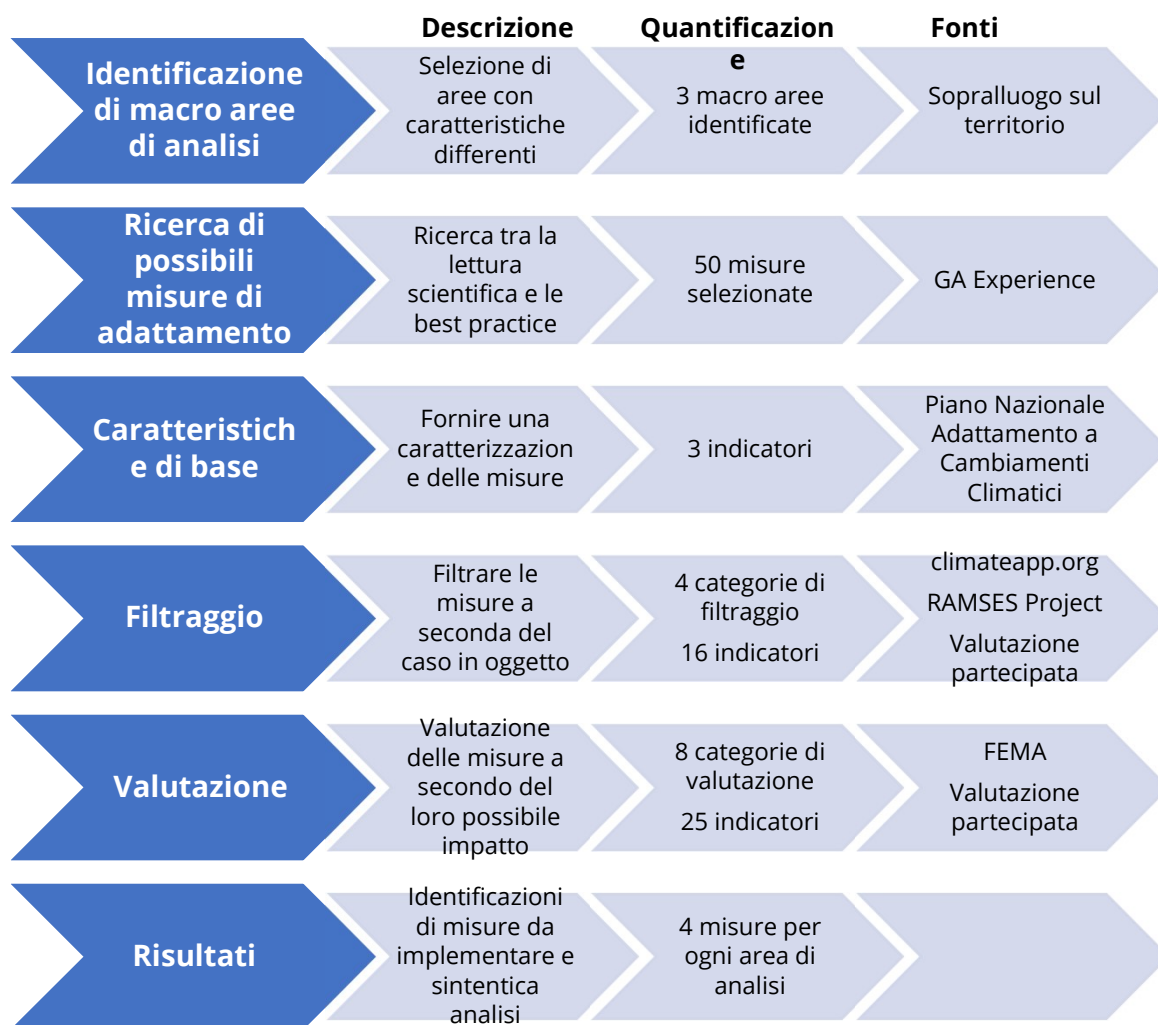 Descrizione
Quantificazion
e
Fonti
Identificazione
di macro aree
di analisi
Selezione di
aree con
caratteristiche
differenti
3 macro aree
identificate
Sopralluogo sul
territorio
Ricerca di
possibili
misure di
adattamento
Ricerca tra la
lettura
scientifica e le
best practice
50 misure
selezionate
GA Experience
Caratteristich
e di base
Fornire una
caratterizzazion
e delle misure
3 indicatori
Piano Nazionale
Adattamento a
Cambiamenti
Climatici
Filtraggio
Filtrare le
misure a
seconda del
caso in oggetto
4 categorie di
filtraggio
16 indicatori
climateapp.org
RAMSES Project
Valutazione
partecipata
Valutazione
Valutazione
delle misure a
secondo del
loro possibile
impatto
8 categorie di
valutazione
25 indicatori
FEMA
Valutazione
partecipata
Risultati
Identificazioni
di misure da
implementare e
sintentica
analisi
4 misure per
ogni area di
analisi